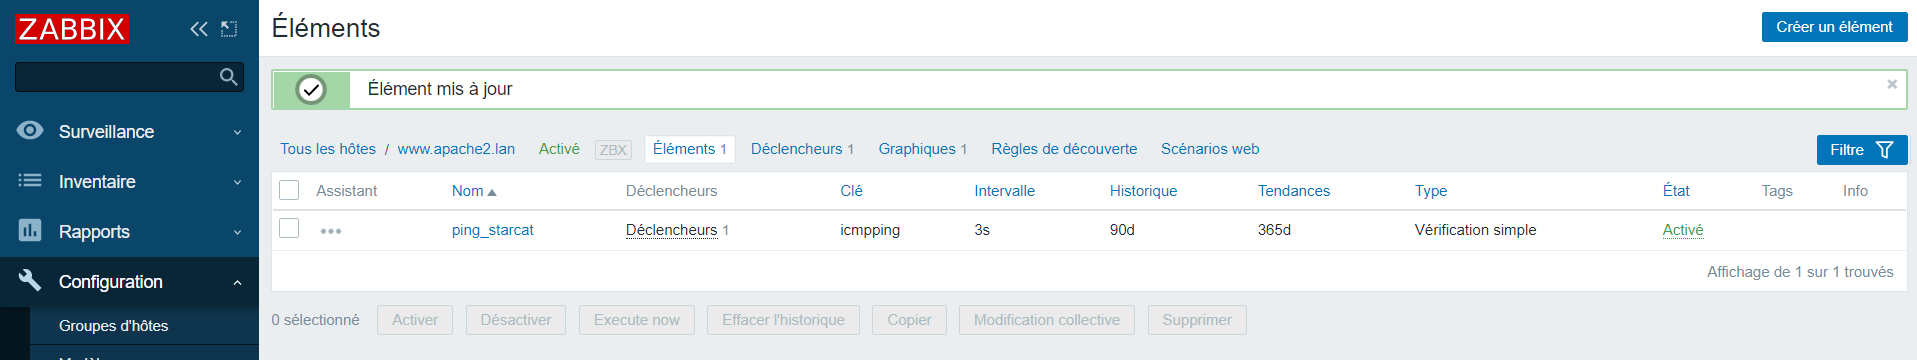 ZABBIX
Éléments
Créer un élément
Élément mis à jour
Surveillance
Inventaire
Rapports
Configuration
Groupes d'hôtes
Tous les hôtes / www.apache2.lan Activé ZBX Éléments 1 Déclencheurs 1 Graphiques 1 Règles de découverte Scénarios web
Filtre
Assistant Nom Déclencheurs Clé Intervalle Historique Tendances Type État Tags Info
ping_starcat Déclencheurs 1 icmpping 3s 90d 365d Vérification simple Activé
Affichage de 1 sur 1 trouvés
0 sélectionné Activer Désactiver Execute now Effacer l'historique Copier Modification collective Supprimer